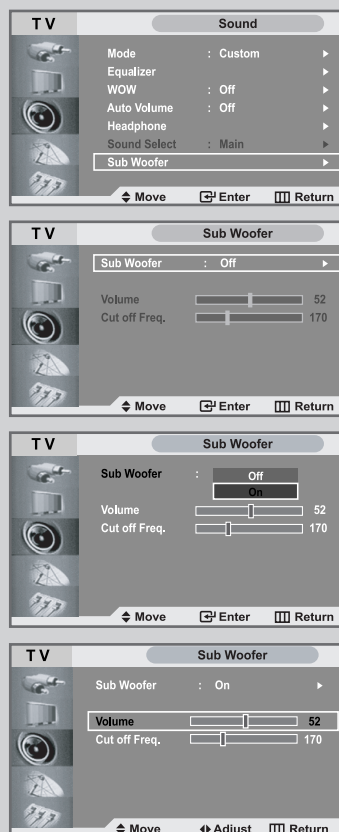 TV Sound
Mode : Custom
Equalizer
WOW : Off
Auto Volume : Off
Headphone
Sound Select : Main
Sub Woofer
Move Enter Return
TV Sub Woofer
Sub Woofer : Off
Volume 52
Cut off Freq. 170
Move Enter Return
TV Sub Woofer
Sub Woofer : Off
On
Volume 52
Cut off Freq. 170
Move Enter Return
TV Sub Woofer
Sub Woofer : On
Volume 52
Cut off Freq. 170
Move Adjust Return